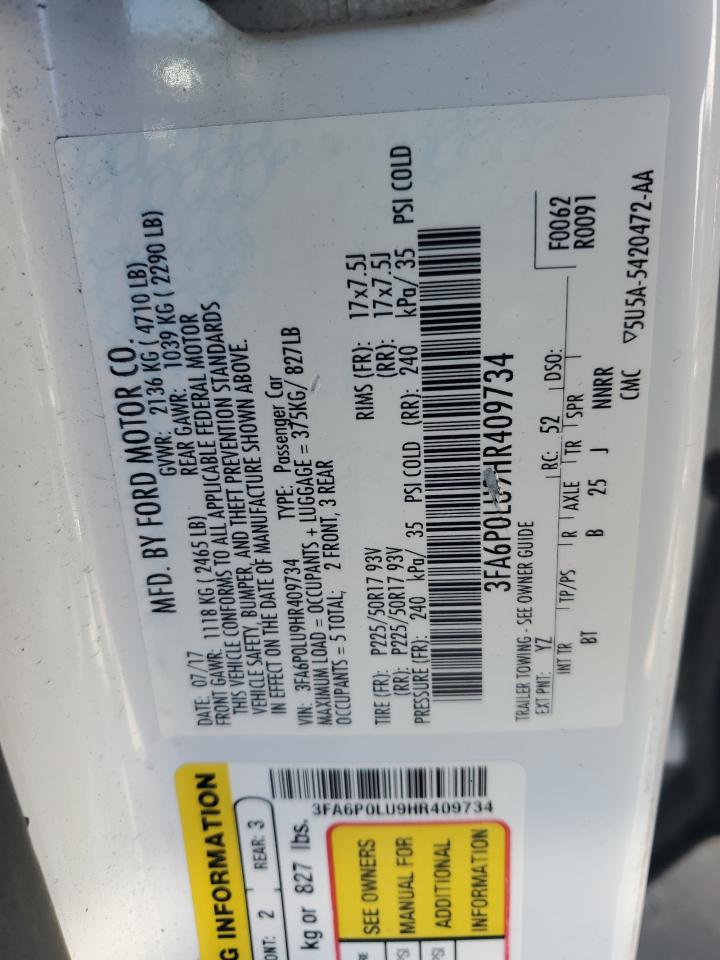 MFD. BY FORD MOTOR CO.
DATE: 07/17 GVWR: 2136 KG ( 4710 LB)
FRONT GAWR: 1118 KG ( 2465 LB) REAR GAWR: 1039 KG ( 2290 LB)
THIS VEHICLE CONFORMS TO ALL APPLICABLE FEDERAL MOTOR
VEHICLE SAFETY, BUMPER, AND THEFT PREVENTION STANDARDS
IN EFFECT ON THE DATE OF MANUFACTURE SHOWN ABOVE.
VIN: 3FA6P0LU9HR409734 TYPE: Passenger Car
MAXIMUM LOAD = OCCUPANTS + LUGGAGE = 375KG/ 827LB
OCCUPANTS = 5 TOTAL; 2 FRONT, 3 REAR
TIRE (FR): P225/50R17 93V RIMS (FR): 17x7.5J
(RR): P225/50R17 93V (RR): 17x7.5J
PRESSURE (FR): 240 kPa/ 35 PSI COLD (RR): 240 kPa/ 35 PSI COLD
3FA6P0LU9HR409734
TRAILER TOWING - SEE OWNER GUIDE
F0062
R0091
EXT PNT: YZ RC: 52 DSO:
INT TR TP/PS R AXLE TR SPR
BT B 25 J NNRR
CMC ▽5U5A-5420472-AA
G INFORMATION
ONT: 2 REAR: 3
kg or 827 lbs.
3FA6P0LU9HR409734
SEE OWNERS
MANUAL FOR
ADDITIONAL
INFORMATION